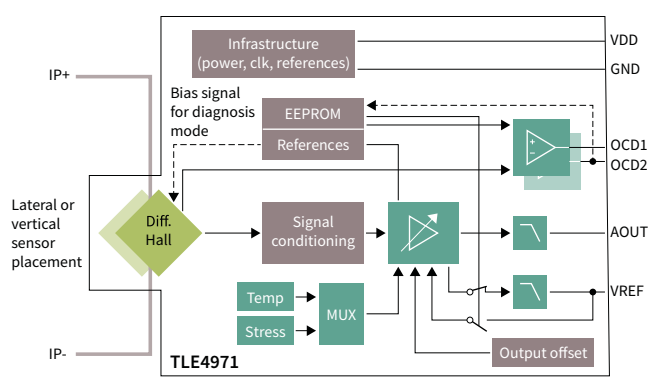 Infrastructure
(power, clk, references)
VDD
GND
IP+
Bias signal
for diagnosis
mode
EEPROM
References
+
-
OCD1
OCD2
Lateral or
vertical
sensor
placement
Diff.
Hall
Signal
conditioning
AOUT
Temp
Stress
MUX
VREF
IP-
Output offset
TLE4971